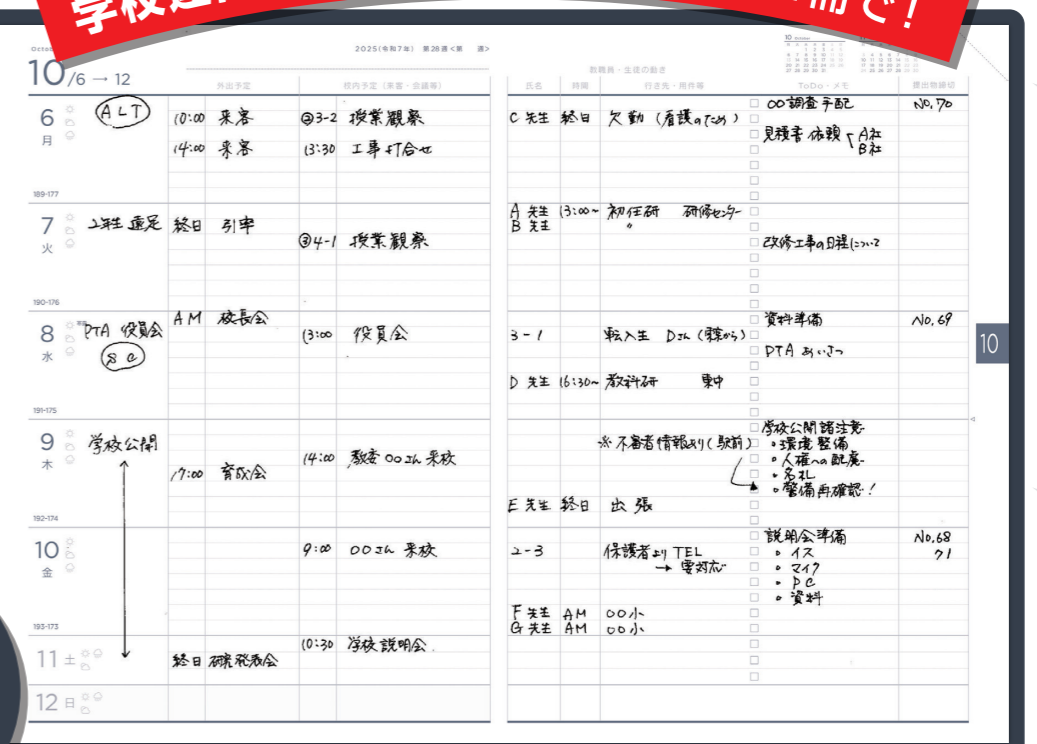 2025(令和7年) 第28週<第 週>
10/6 → 12
教職員・生徒の動き
外出予定 校内予定(来客・会議等) 氏名 時間 行き先・用件等 ToDo・メモ 提出物締切
6 月 ALT
10:00 来客 ②3-2 授業観察
14:00 来客 13:30 工事打合せ
C先生 終日 欠勤(看護のため)
〇〇調査手配 No.70
見積書依頼 A社
B社
189-177
7 火 2年生遠足 終日 引率
③4-1 授業観察
A先生 13:00~ 初任研 研修センター
B先生 〃
改修工事の日程について
190-176
8 水 PTA役員会 AM 校長会
SC
13:00 役員会
3-1 転入生
D先生 16:30~ 教科研 東中
資料準備 No.69
PTAあいさつ
191-175
10
9 木 学校公開
17:00 育成会
14:00 教委〇〇さん来校
※不審者情報あり(駅前)
E先生 終日 出張
学校公開諸注意
・環境整備
・人権への配慮
・名札
・警備再確認!
192-174
10 金
9:00 〇〇さん来校
2-3 保護者よりTEL
→ 要対応
F先生 AM 〇〇小
G先生 AM 〇〇小
説明会準備 No.68
・イス 71
・マイク
・PC
・資料
193-173
11 土
10:30 学校説明会
終日 研究発表会
12 日